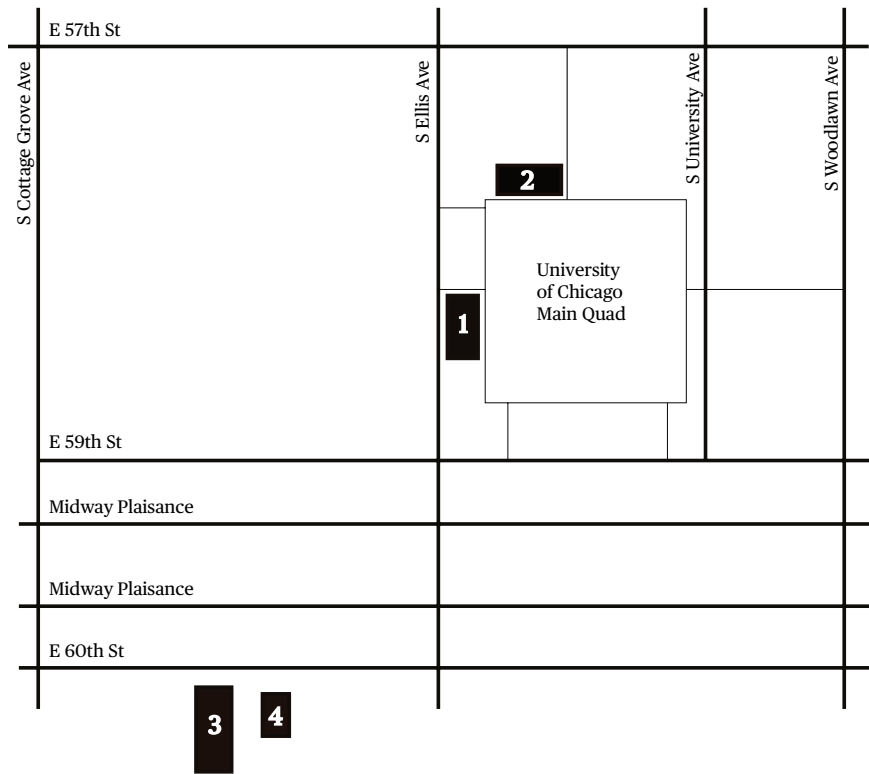 E 57th St
S Cottage Grove Ave
S Ellis Ave
S University Ave
S Woodlawn Ave
2
University
of Chicago
Main Quad
1
E 59th St
Midway Plaisance
Midway Plaisance
E 60th St
3
4